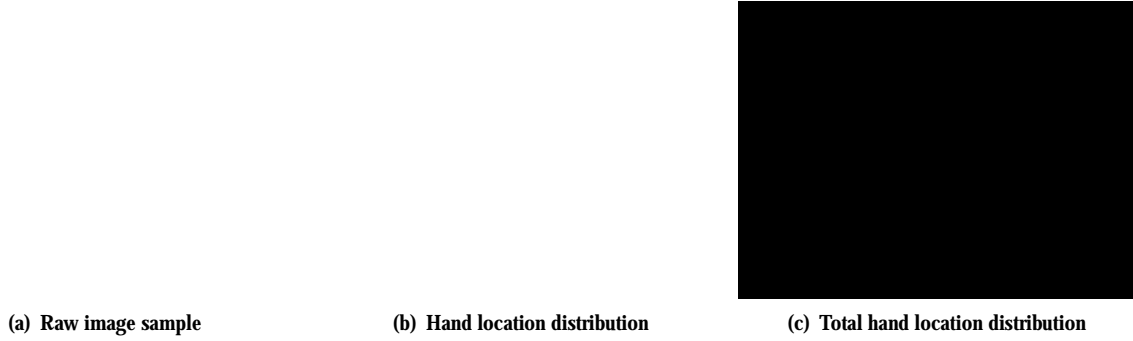 (a) Raw image sample
(b) Hand location distribution
(c) Total hand location distribution